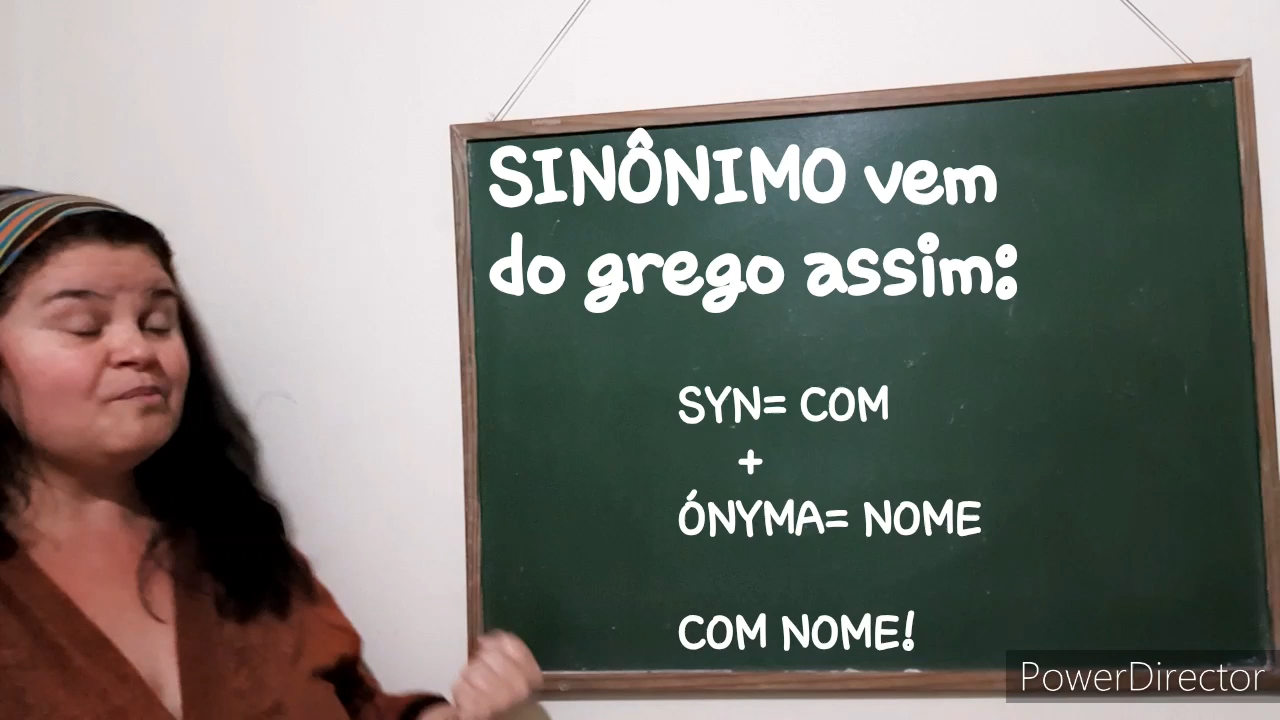 SINÔNIMO vem
do grego assim:
SYN= COM
+
ÓNYMA= NOME
COM NOME!
PowerDirector